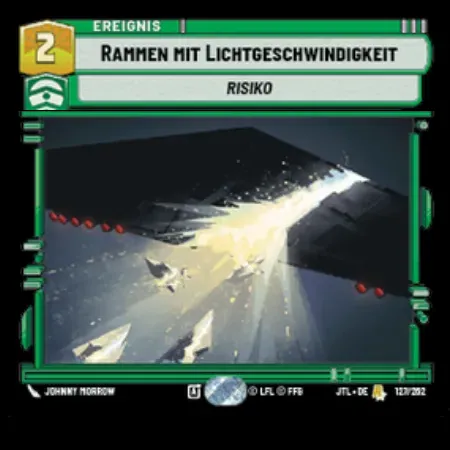 EREIGNIS
2
RAMMEN MIT LICHTGESCHWINDIGKEIT
RISIKO
JOHNNY MORROW
A
© LFL © FFG
JTL • DE
127/262